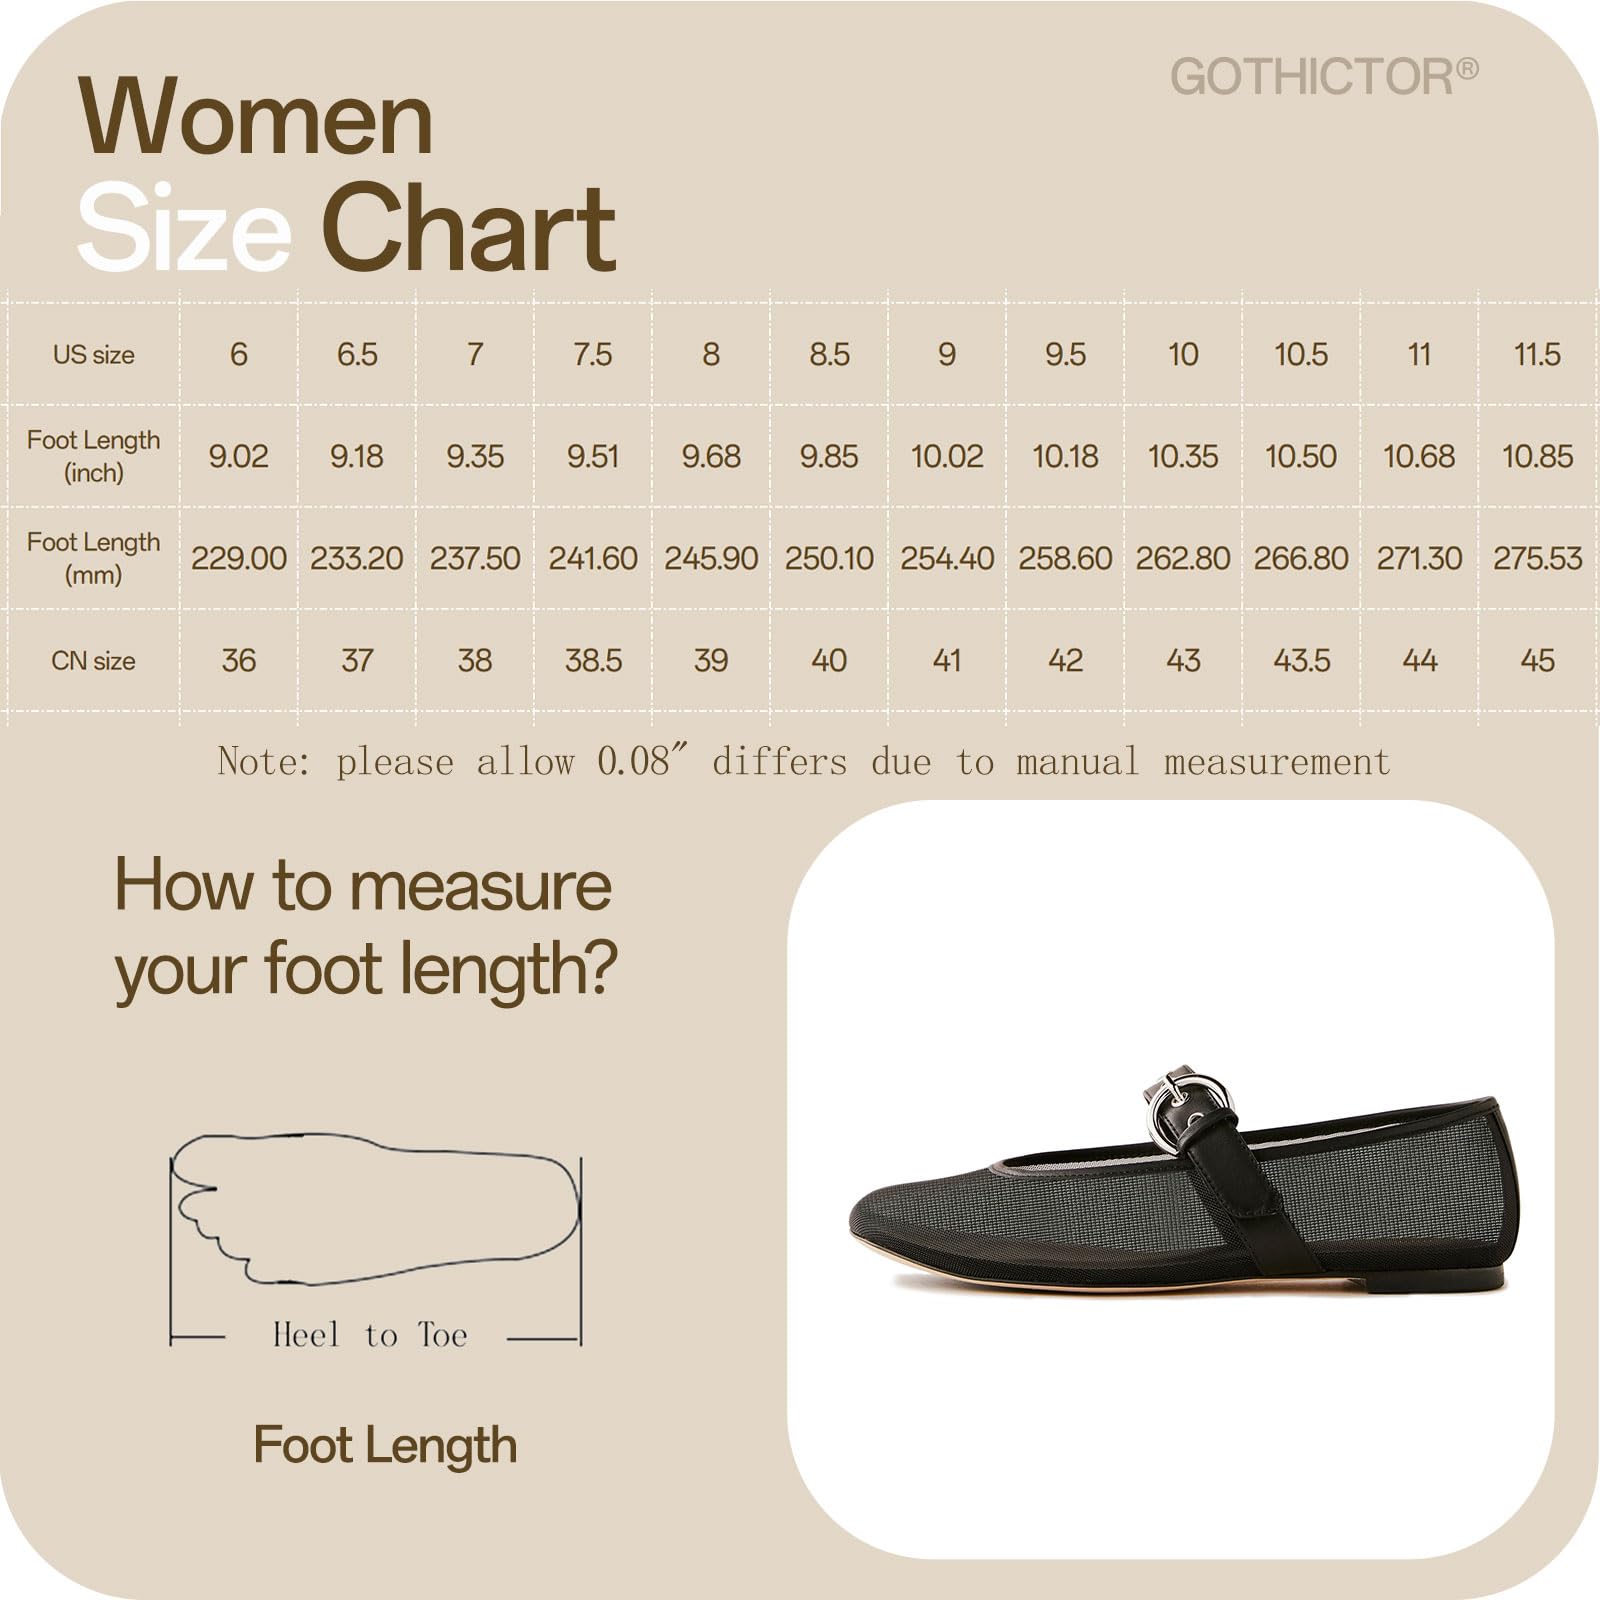 GOTHICTOR®
Women
Size Chart
US size 6 6.5 7 7.5 8 8.5 9 9.5 10 10.5 11 11.5
Foot Length
(inch) 9.02 9.18 9.35 9.51 9.68 9.85 10.02 10.18 10.35 10.50 10.68 10.85
Foot Length
(mm) 229.00 233.20 237.50 241.60 245.90 250.10 254.40 258.60 262.80 266.80 271.30 275.53
CN size 36 37 38 38.5 39 40 41 42 43 43.5 44 45
Note: please allow 0.08″ differs due to manual measurement
How to measure
your foot length?
Heel to Toe
Foot Length